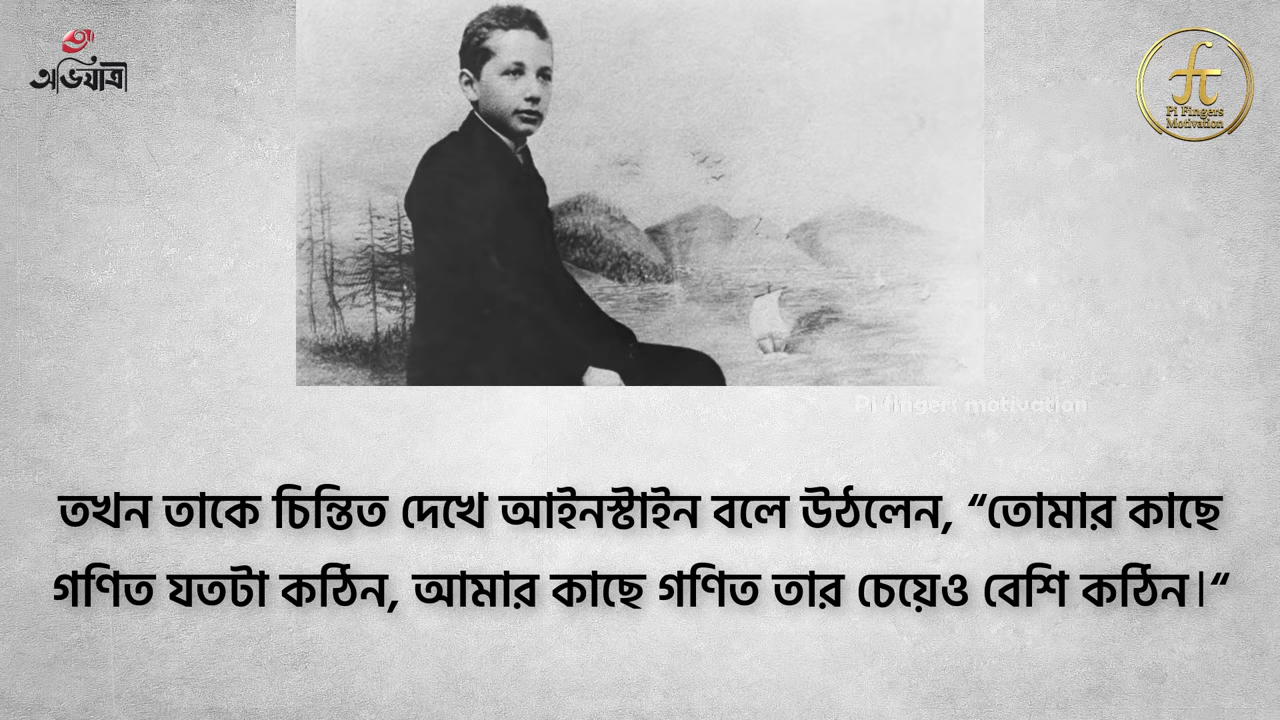 অভিযাত্রী
Pi Fingers
Motivation
Pi fingers motivation
তখন তাকে চিন্তিত দেখে আইনস্টাইন বলে উঠলেন, “তোমার কাছে
গণিত যতটা কঠিন, আমার কাছে গণিত তার চেয়েও বেশি কঠিন।“